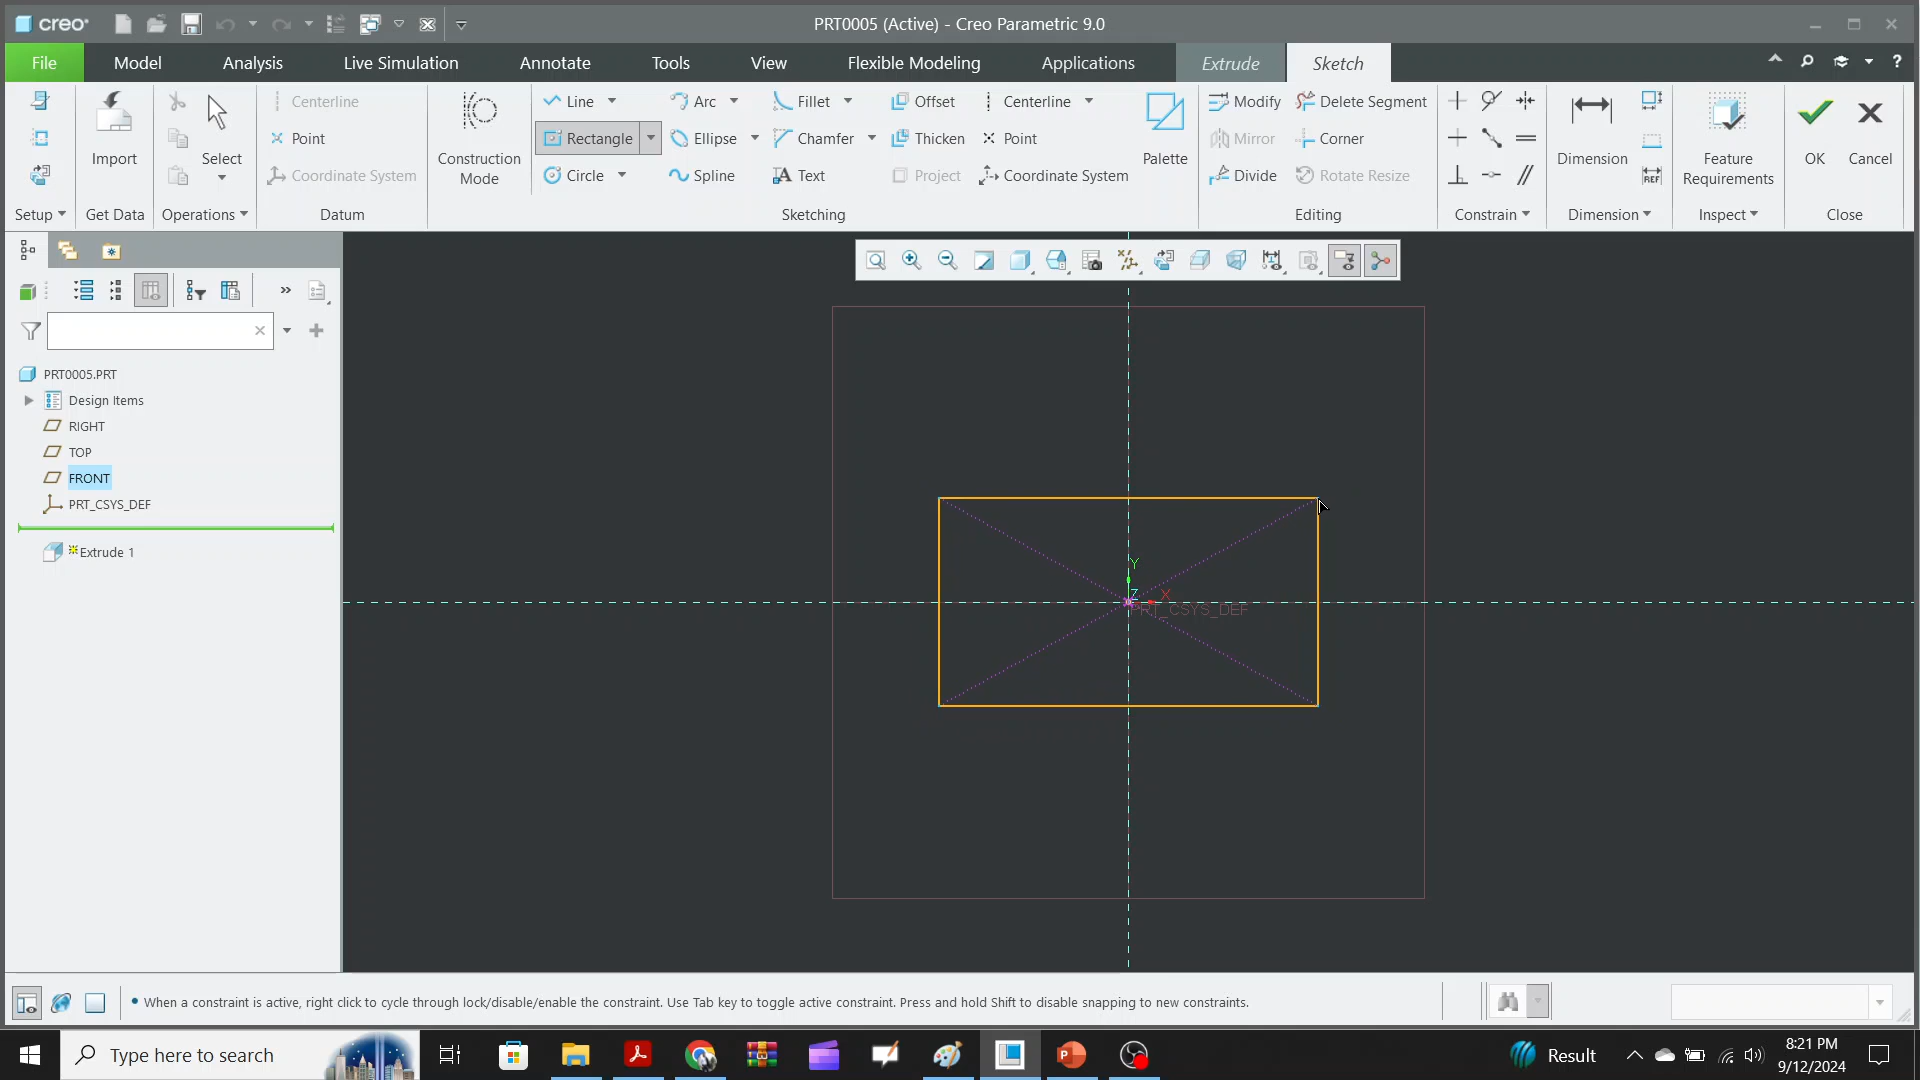 creo
PRT0005 (Active) - Creo Parametric 9.0
File Model Analysis Live Simulation Annotate Tools View Flexible Modeling Applications Extrude Sketch
Centerline Line Arc Fillet Offset Centerline Modify Delete Segment
Point Rectangle Ellipse Chamfer Thicken Point Mirror Corner
Import Select Construction Mode Palette Dimension Feature Requirements OK Cancel
Coordinate System Circle Spline Text Project Coordinate System Divide Rotate Resize
REF
Setup Get Data Operations Datum Sketching Editing Constrain Dimension Inspect Close
PRT0005.PRT
Design Items
RIGHT
TOP
FRONT
PRT_CSYS_DEF
Extrude 1
Y
Z X
PRT_CSYS_DEF
When a constraint is active, right click to cycle through lock/disable/enable the constraint. Use Tab key to toggle active constraint. Press and hold Shift to disable snapping to new constraints.
Type here to search
Result
8:21 PM
9/12/2024